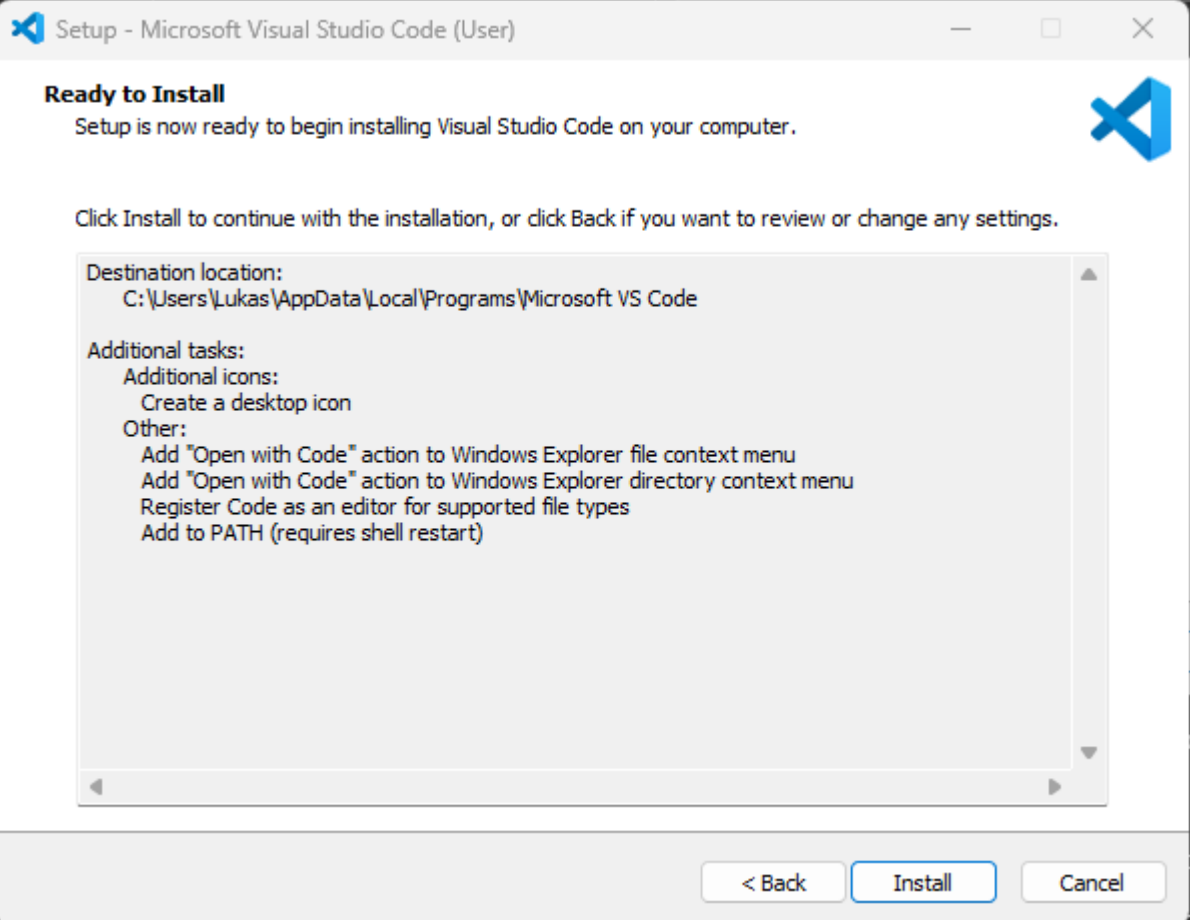 Setup - Microsoft Visual Studio Code (User)
Ready to Install
Setup is now ready to begin installing Visual Studio Code on your computer.
Click Install to continue with the installation, or click Back if you want to review or change any settings.
Destination location:
C:\Users\Lukas\AppData\Local\Programs\Microsoft VS Code
Additional tasks:
Additional icons:
Create a desktop icon
Other:
Add "Open with Code" action to Windows Explorer file context menu
Add "Open with Code" action to Windows Explorer directory context menu
Register Code as an editor for supported file types
Add to PATH (requires shell restart)
< Back Install Cancel